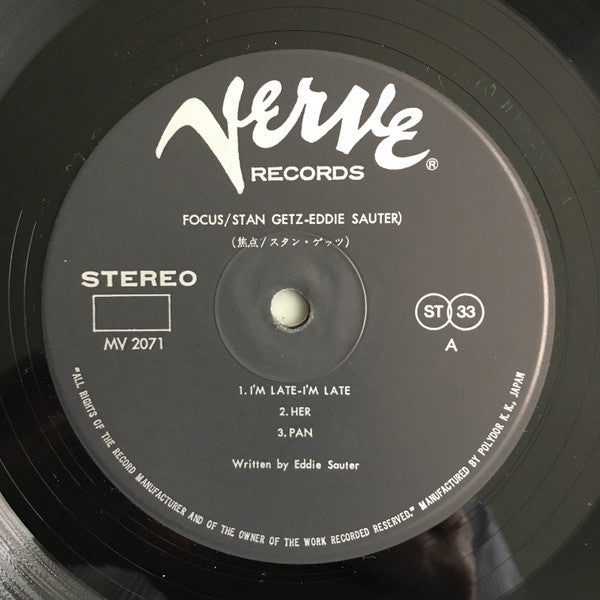 Verve
RECORDS ®
FOCUS/STAN GETZ-EDDIE SAUTER)
(焦点/スタン・ゲッツ)
STEREO
MV 2071
ST 33
A
1. I'M LATE-I'M LATE
2. HER
3. PAN
Written by Eddie Sauter
"ALL RIGHTS OF THE RECORD MANUFACTURER AND OF THE OWNER OF THE WORK RECORDED RESERVED." MANUFACTURED BY POLYDOR K. K., JAPAN